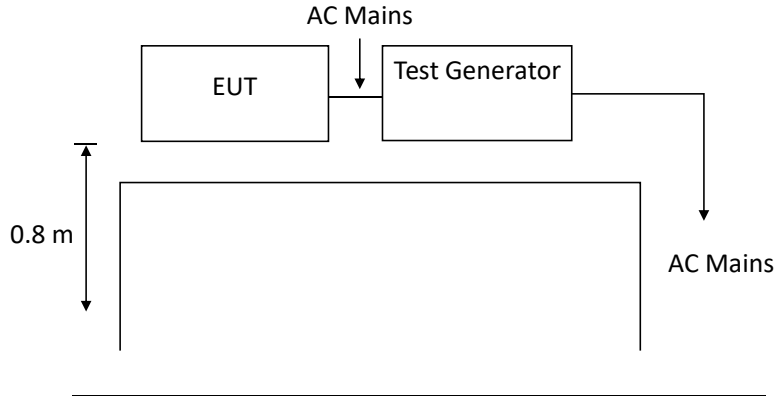 AC Mains
EUT
Test Generator
0.8 m
AC Mains